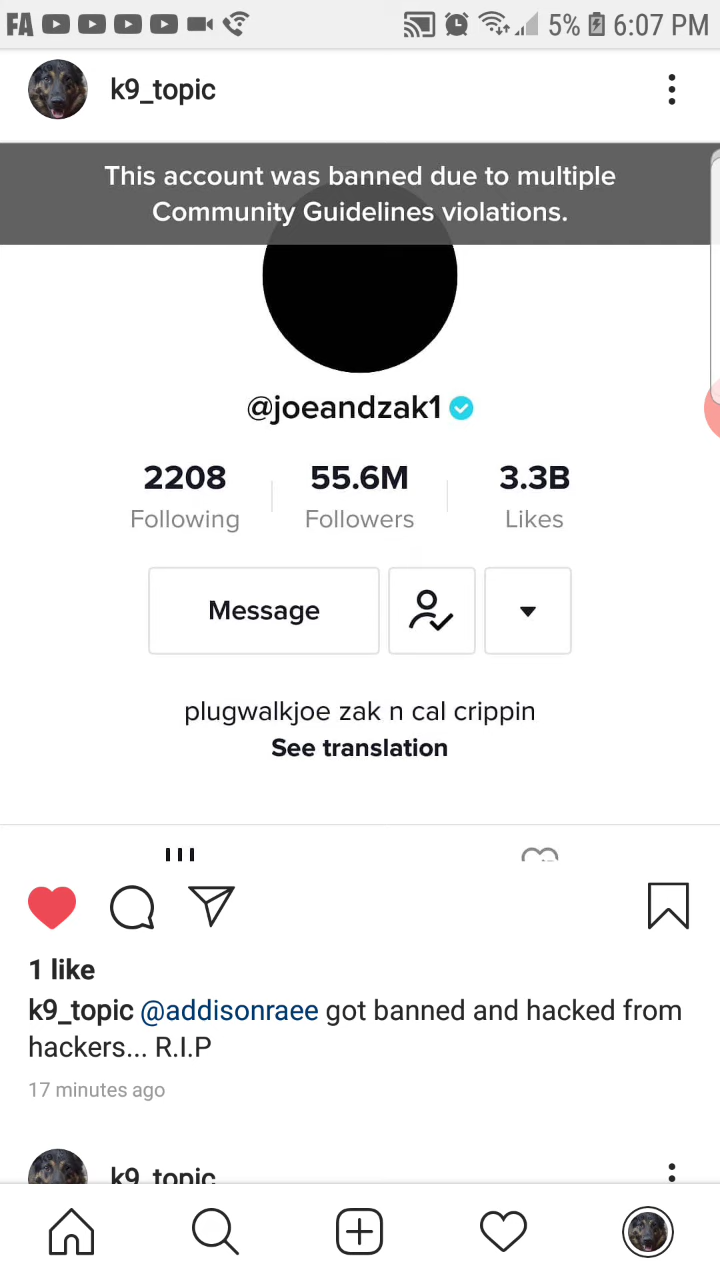 FA 5% 6:07 PM
k9_topic
This account was banned due to multiple
Community Guidelines violations.
@joeandzak1
2208 55.6M 3.3B
Following Followers Likes
Message
plugwalkjoe zak n cal crippin
See translation
1 like
k9_topic @addisonraee got banned and hacked from
hackers... R.I.P
17 minutes ago
k9_topic